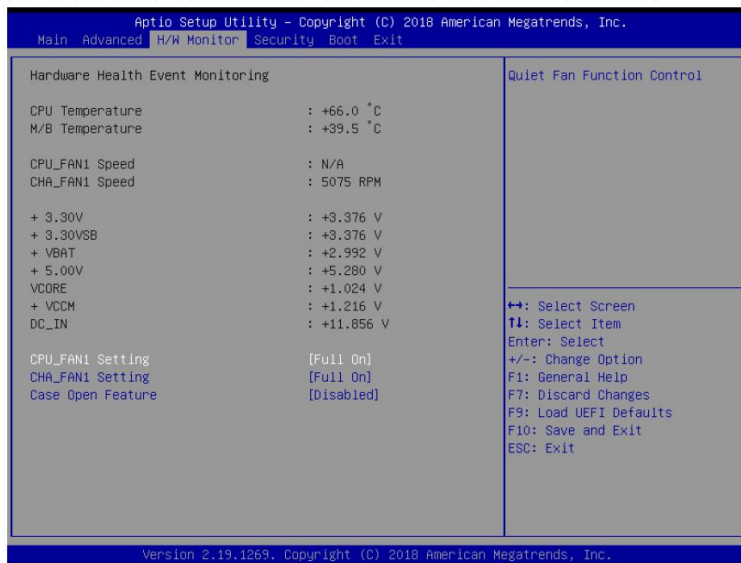 Aptio Setup Utility – Copyright (C) 2018 American Megatrends, Inc.
Main Advanced H/W Monitor Security Boot Exit
Hardware Health Event Monitoring
CPU Temperature : +66.0 °C
M/B Temperature : +39.5 °C
CPU_FAN1 Speed : N/A
CHA_FAN1 Speed : 5075 RPM
+ 3.30V : +3.376 V
+ 3.30VSB : +3.376 V
+ VBAT : +2.992 V
+ 5.00V : +5.280 V
VCORE : +1.024 V
+ VCCM : +1.216 V
DC_IN : +11.856 V
CPU_FAN1 Setting [Full On]
CHA_FAN1 Setting [Full On]
Case Open Feature [Disabled]
Quiet Fan Function Control
↔: Select Screen
↑↓: Select Item
Enter: Select
+/-: Change Option
F1: General Help
F7: Discard Changes
F9: Load UEFI Defaults
F10: Save and Exit
ESC: Exit
Version 2.19.1269. Copyright (C) 2018 American Megatrends, Inc.